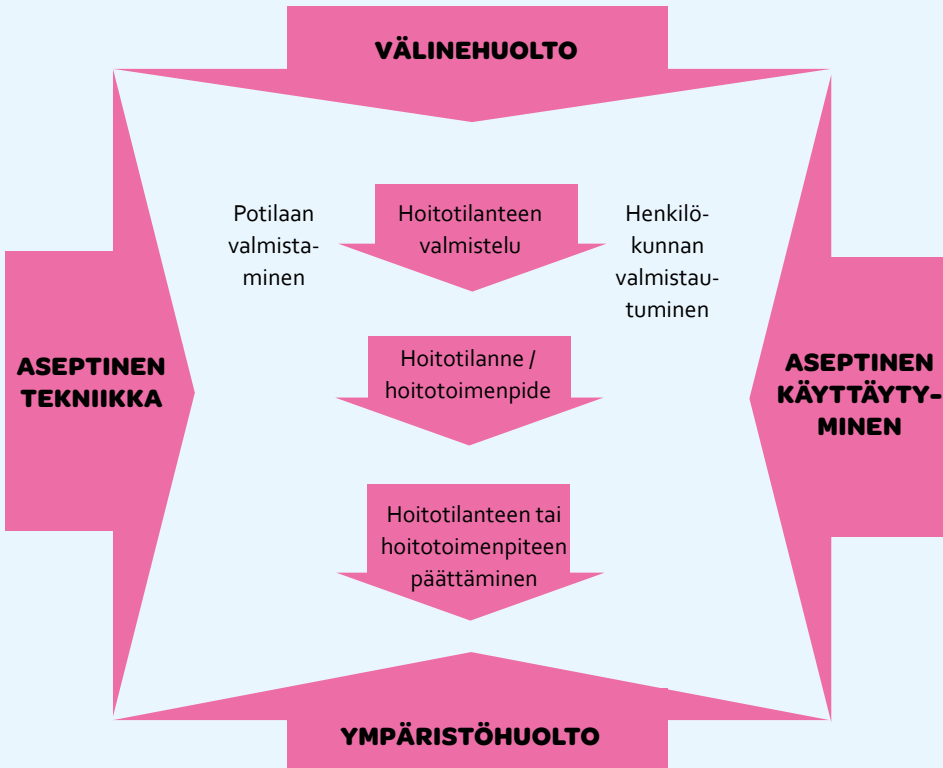 VÄLINEHUOLTO
Potilaan
valmista-
minen
Hoitotilanteen
valmistelu
Henkilö-
kunnan
valmistau-
tuminen
ASEPTINEN
TEKNIIKKA
Hoitotilanne /
hoitotoimenpide
ASEPTINEN
KÄYTTÄYTY-
MINEN
Hoitotilanteen tai
hoitotoimenpiteen
päättäminen
YMPÄRISTÖHUOLTO